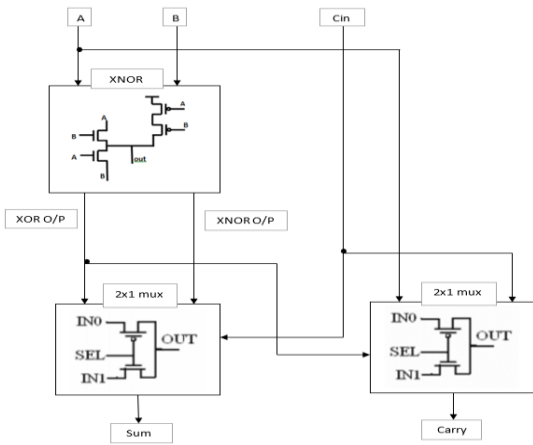 A B Cin
XNOR
A
B
A
B
A
B
out
XOR O/P
XNOR O/P
2x1 mux
2x1 mux
IN0
OUT
SEL
IN1
IN0
OUT
SEL
IN1
Sum
Carry